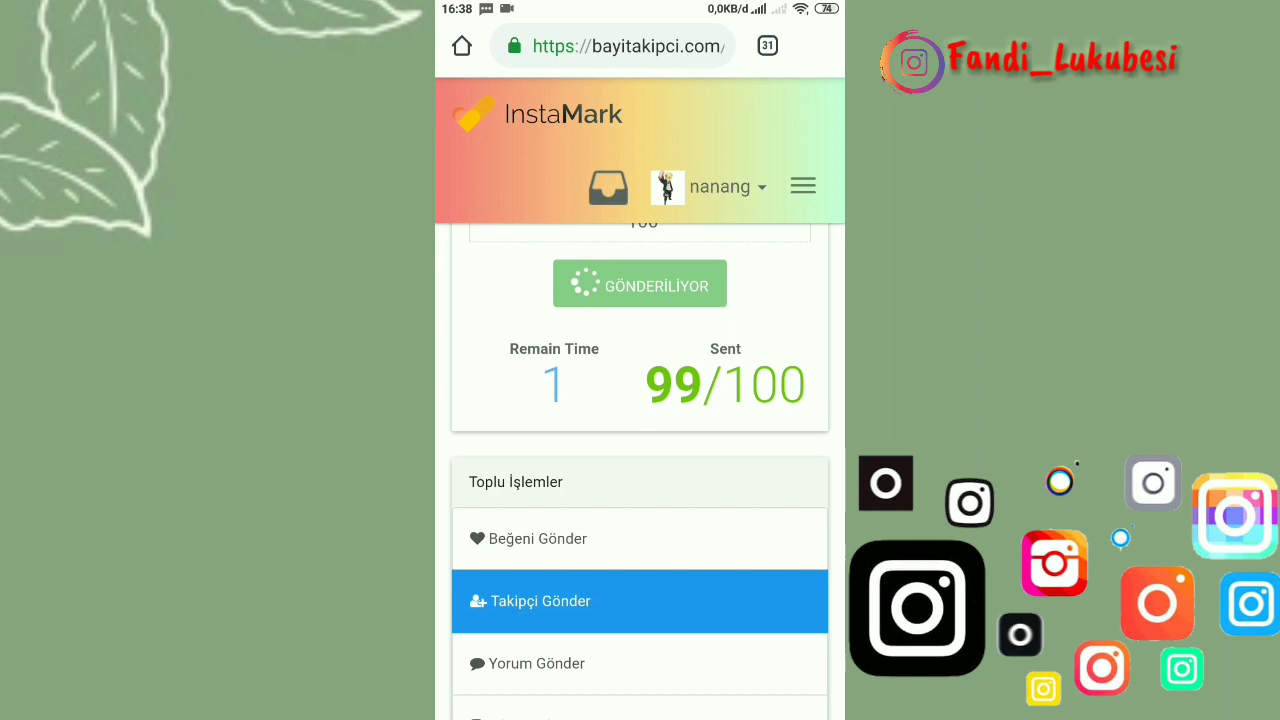 16:38
0,0KB/d
74
https://bayitakipci.com/
31
Fandi_Lukubesi
InstaMark
nanang
100
GÖNDERİLİYOR
Remain Time
Sent
1
99/100
Toplu İşlemler
Beğeni Gönder
Takipçi Gönder
Yorum Gönder